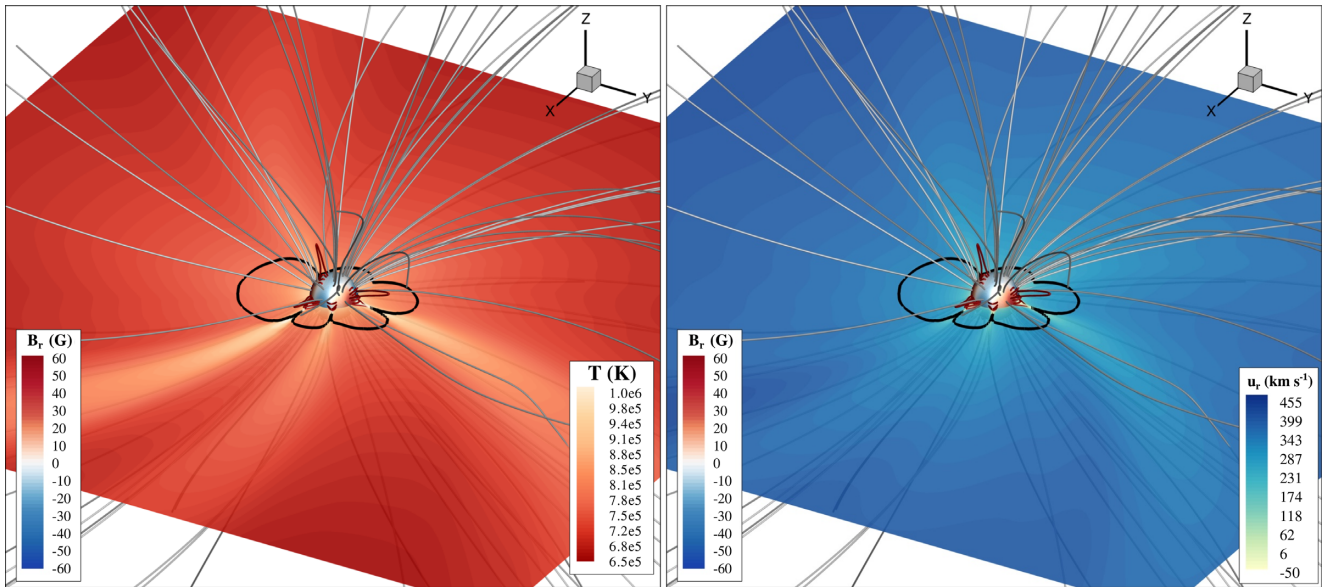 Z
X
Y
B_r (G)
60
50
40
30
20
10
0
-10
-20
-30
-40
-50
-60
T (K)
1.0e6
9.8e5
9.4e5
9.1e5
8.8e5
8.5e5
8.1e5
7.8e5
7.5e5
7.2e5
6.8e5
6.5e5
Z
X
Y
B_r (G)
60
50
40
30
20
10
0
-10
-20
-30
-40
-50
-60
u_r (km s⁻¹)
455
399
343
287
231
174
118
62
6
-50